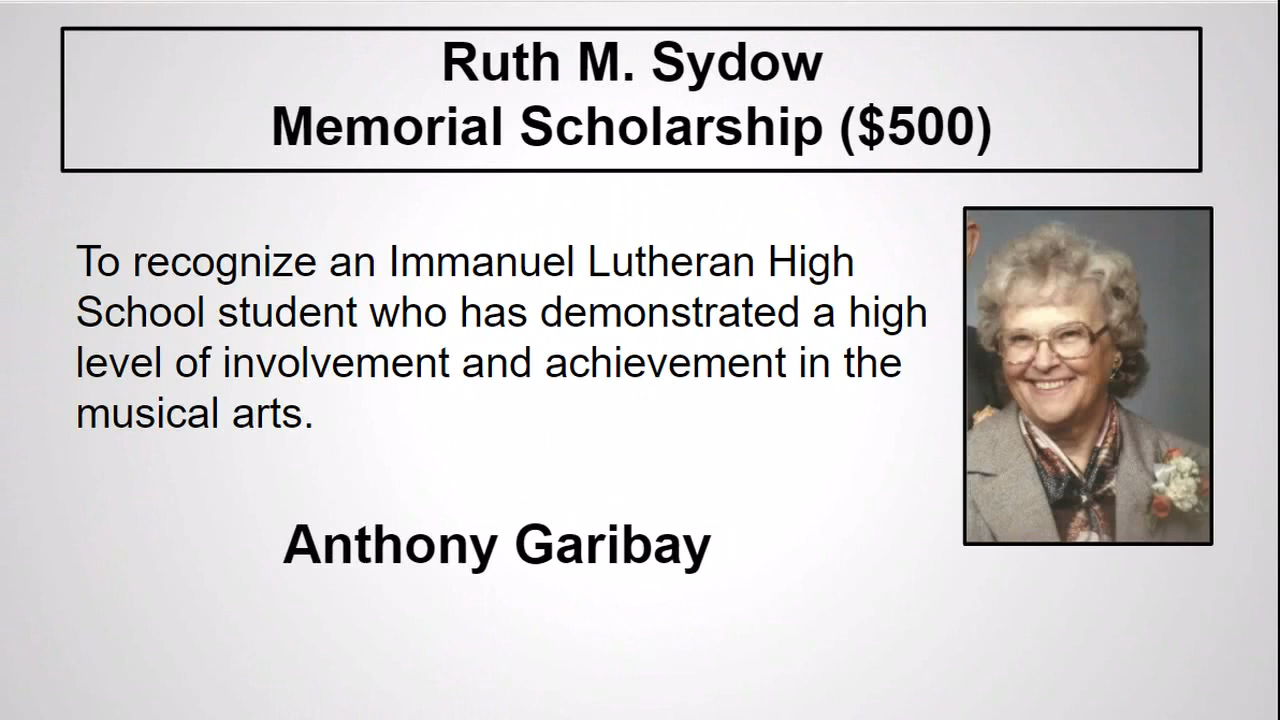 Ruth M. Sydow
Memorial Scholarship ($500)
To recognize an Immanuel Lutheran High
School student who has demonstrated a high
level of involvement and achievement in the
musical arts.
Anthony Garibay